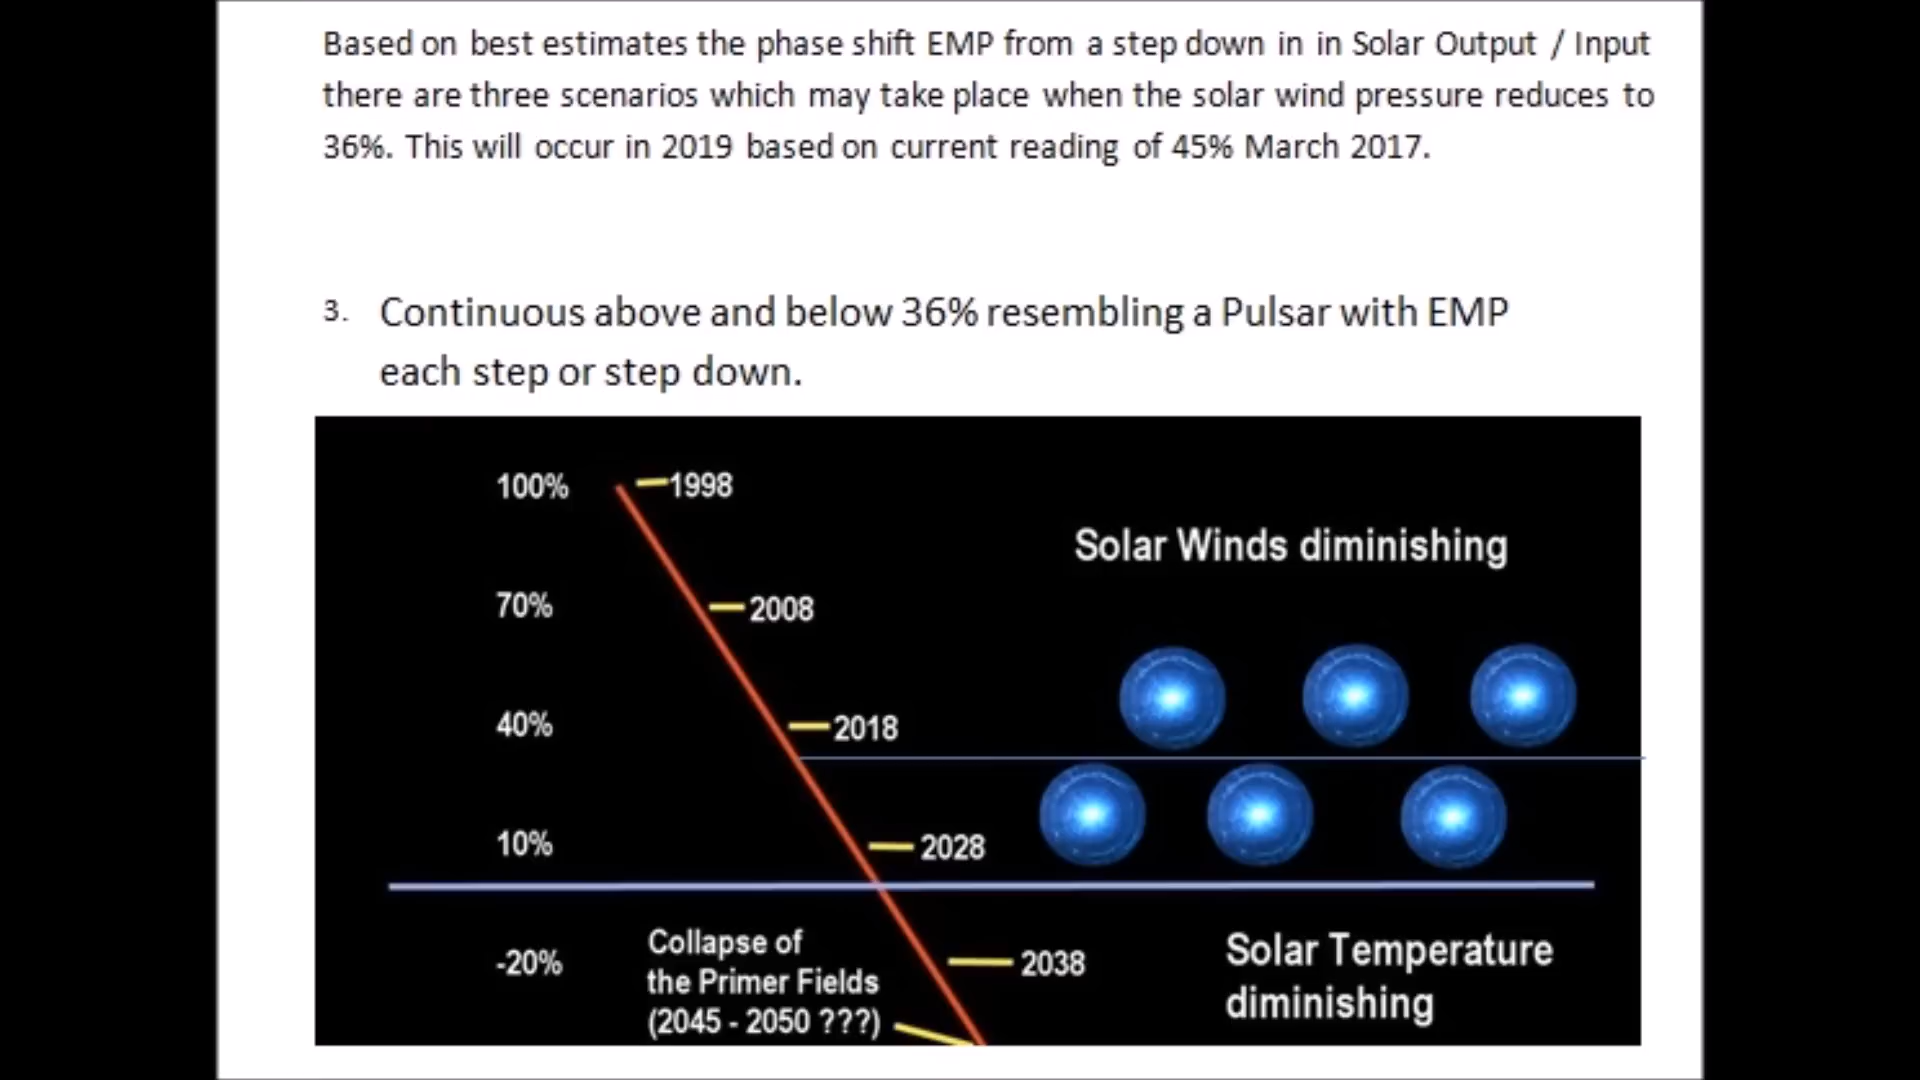 Based on best estimates the phase shift EMP from a step down in in Solar Output / Input
there are three scenarios which may take place when the solar wind pressure reduces to
36%. This will occur in 2019 based on current reading of 45% March 2017.
3. Continuous above and below 36% resembling a Pulsar with EMP
each step or step down.
100% 1998
Solar Winds diminishing
70% 2008
40% 2018
10% 2028
-20% 2038
Collapse of
the Primer Fields
(2045 - 2050 ???)
Solar Temperature
diminishing